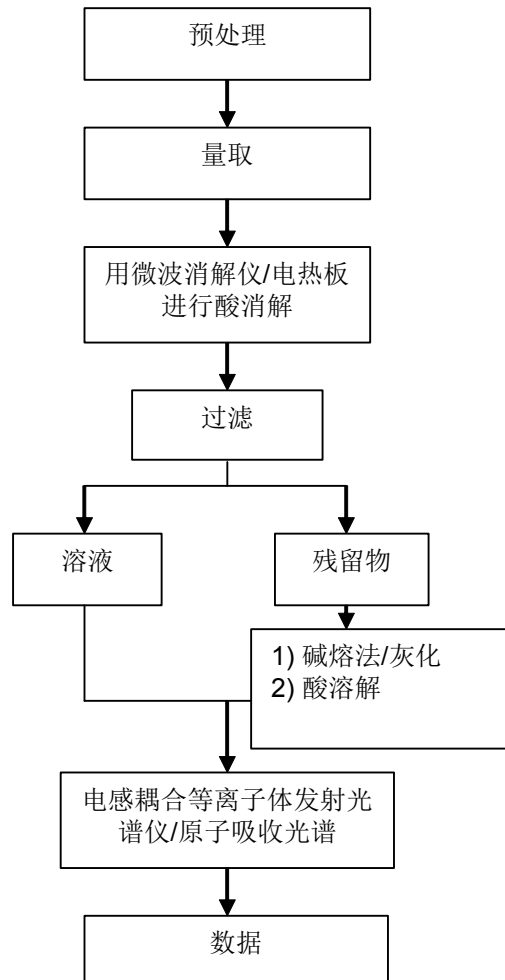 预处理
量取
用微波消解仪/电热板
进行酸消解
过滤
溶液
残留物
1) 碱熔法/灰化
2) 酸溶解
电感耦合等离子体发射光
谱仪/原子吸收光谱
数据